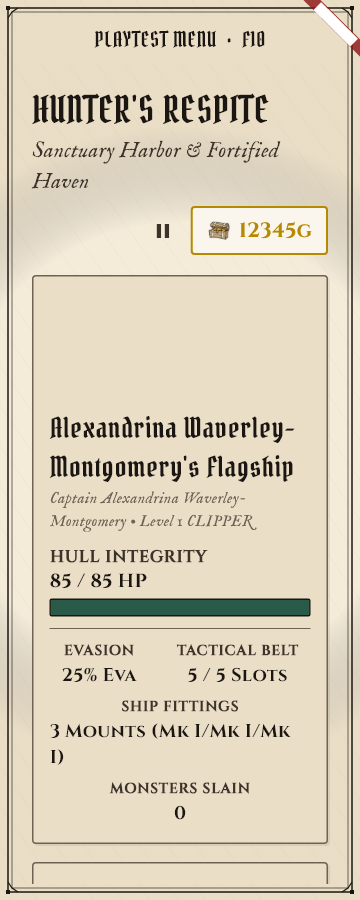 PLAYTEST MENU · F10
HUNTER'S RESPITE
Sanctuary Harbor & Fortified
Haven
12345G
Alexandrina Waverley-
Montgomery's Flagship
Captain Alexandrina Waverley-
Montgomery • Level 1 CLIPPER
HULL INTEGRITY
85 / 85 HP
EVASION
25% Eva
TACTICAL BELT
5 / 5 Slots
SHIP FITTINGS
3 Mounts (Mk I/Mk I/Mk
I)
MONSTERS SLAIN
0